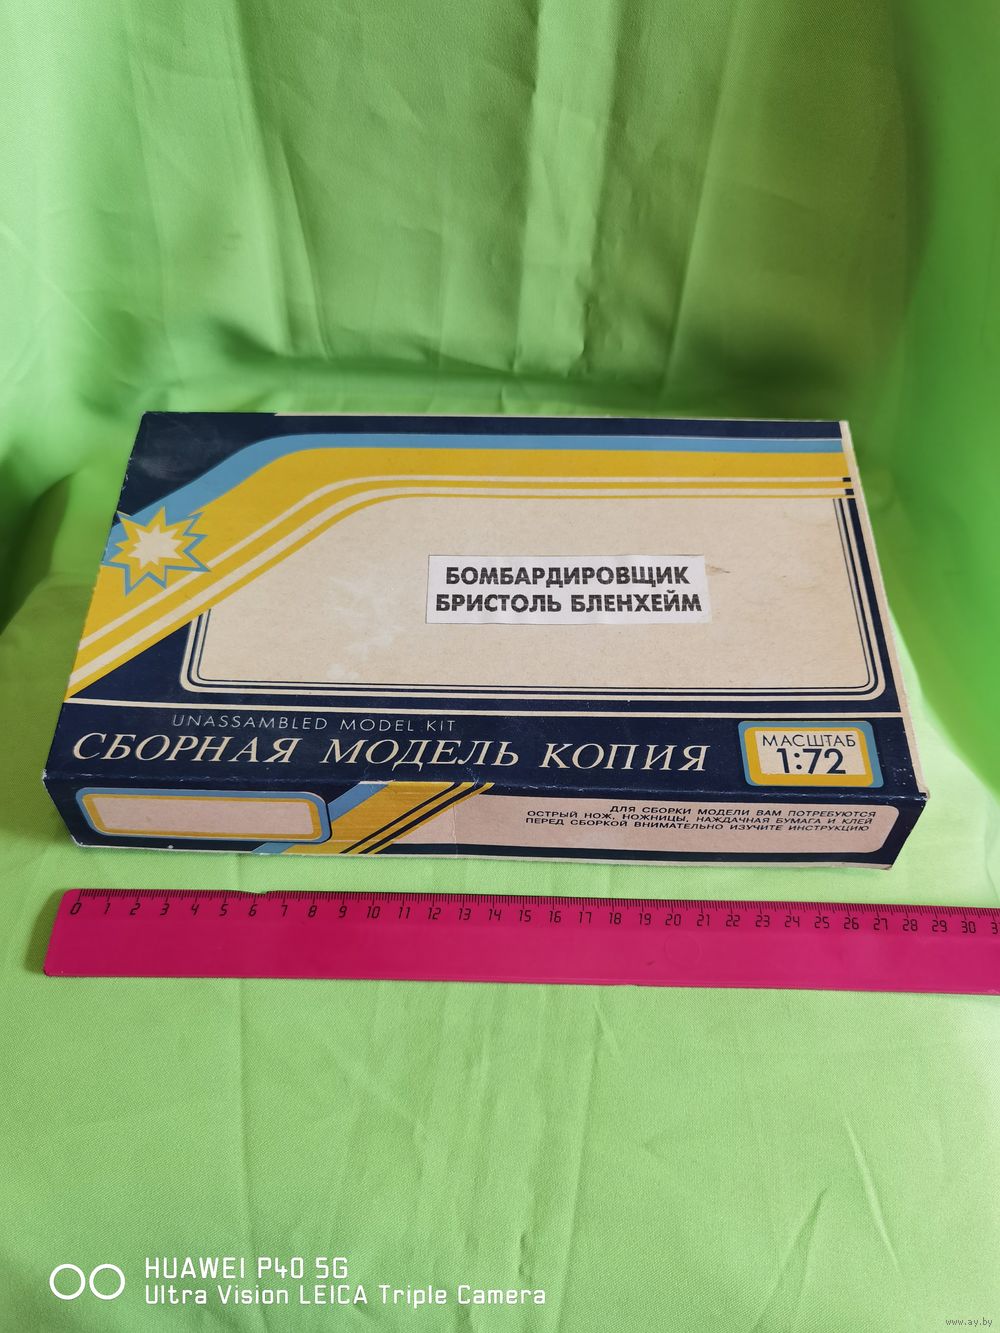 БОМБАРДИРОВЩИК
БРИСТОЛЬ БЛЕНХЕЙМ
UNASSAMBLED MODEL KIT
СБОРНАЯ МОДЕЛЬ КОПИЯ
МАСШТАБ
1:72
ДЛЯ СБОРКИ МОДЕЛИ ВАМ ПОТРЕБУЮТСЯ
ОСТРЫЙ НОЖ, НОЖНИЦЫ, НАЖДАЧНАЯ БУМАГА И КЛЕЙ
ПЕРЕД СБОРКОЙ ВНИМАТЕЛЬНО ИЗУЧИТЕ ИНСТРУКЦИЮ
0 1 2 3 4 5 6 7 8 9 10 11 12 13 14 15 16 17 18 19 20 21 22 23 24 25 26 27 28 29 30
HUAWEI P40 5G
Ultra Vision LEICA Triple Camera
www.ay.by